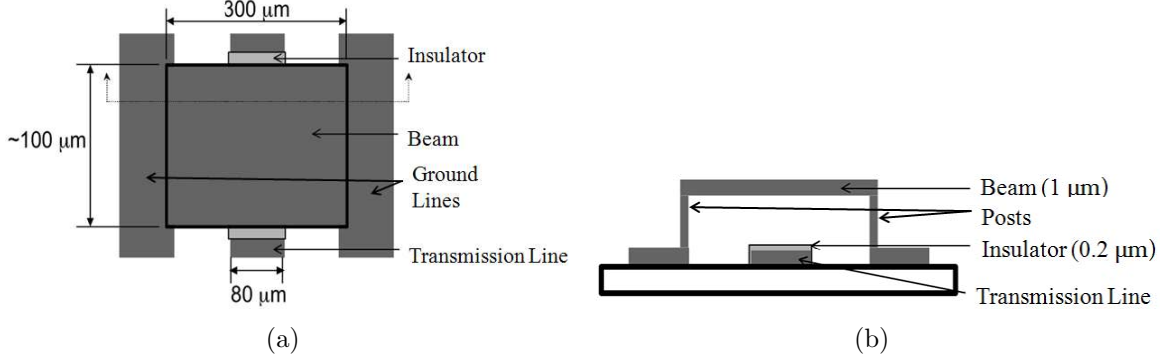 300 μm
Insulator
~100 μm
Beam
Ground
Lines
Transmission Line
80 μm
(a)
Beam (1 μm)
Posts
Insulator (0.2 μm)
Transmission Line
(b)